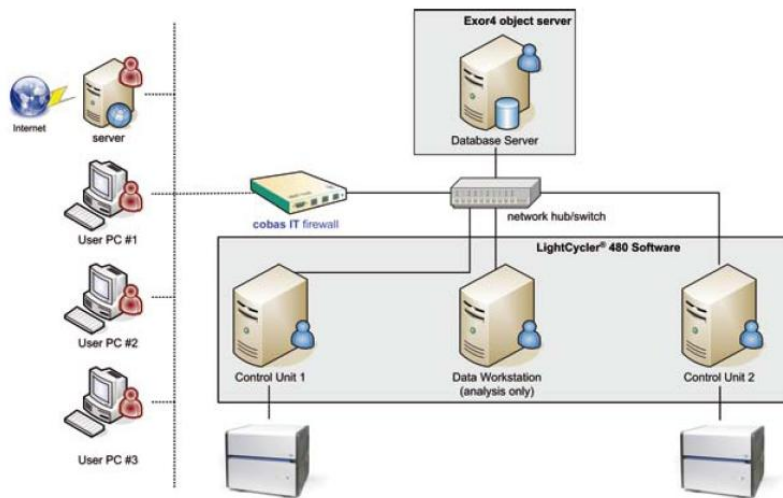 Exor4 object server
Database Server
Internet
server
User PC #1
cobas IT firewall
network hub/switch
LightCycler® 480 Software
User PC #2
Control Unit 1
Data Workstation
(analysis only)
Control Unit 2
User PC #3